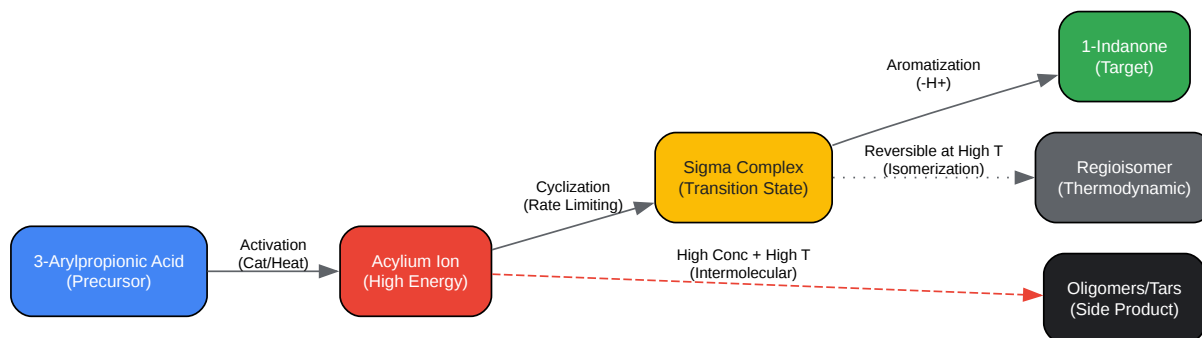 3-Arylpropionic Acid
(Precursor)
Activation
(Cat/Heat)
Acylium Ion
(High Energy)
Cyclization
(Rate Limiting)
Sigma Complex
(Transition State)
Aromatization
(-H+)
1-Indanone
(Target)
Reversible at High T
(Isomerization)
Regioisomer
(Thermodynamic)
High Conc + High T
(Intermolecular)
Oligomers/Tars
(Side Product)